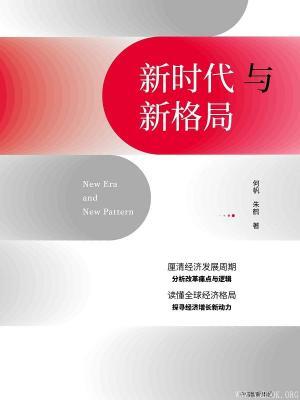 新时代与
新格局
New Era
and
New Pattern
何帆 朱鹤 著
厘清经济发展周期
分析改革痛点与逻辑
读懂全球经济格局
探寻经济增长新动力